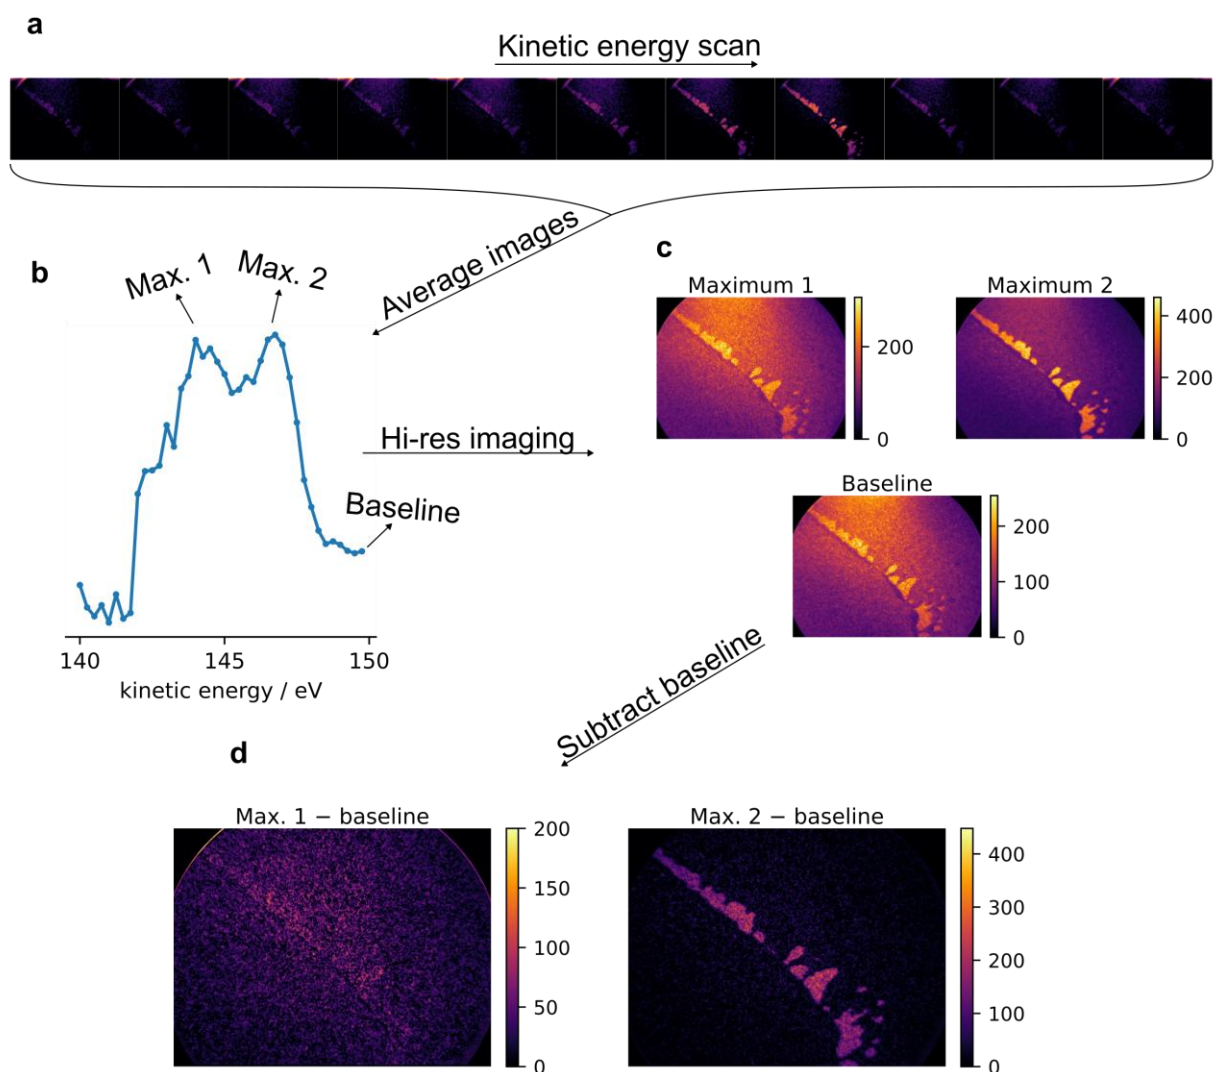 a
Kinetic energy scan
Average images
b
Max. 1
Max. 2
Baseline
140
145
150
kinetic energy / eV
Hi-res imaging
c
Maximum 1
200
0
Maximum 2
400
200
0
Baseline
200
100
0
Subtract baseline
d
Max. 1 − baseline
200
150
100
50
0
Max. 2 − baseline
400
300
200
100
0